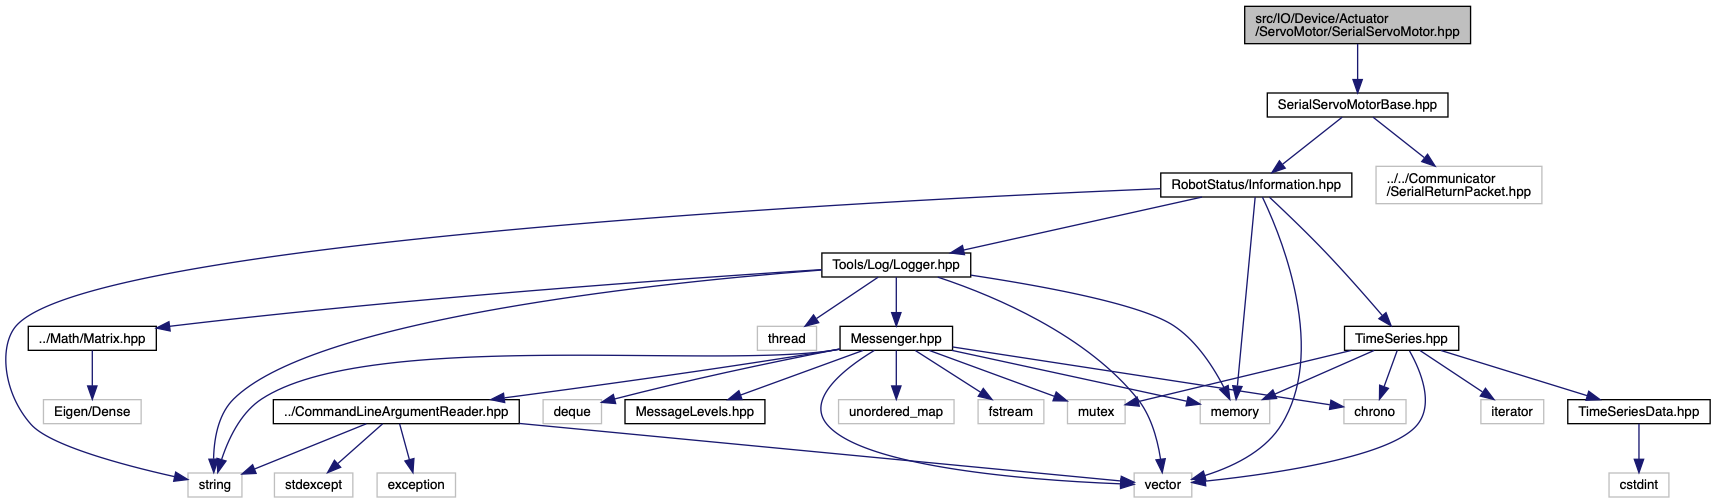 src/IO/Device/Actuator
/ServoMotor/SerialServoMotor.hpp
SerialServoMotorBase.hpp
RobotStatus/Information.hpp
../../Communicator
/SerialReturnPacket.hpp
Tools/Log/Logger.hpp
../Math/Matrix.hpp
thread
Messenger.hpp
TimeSeries.hpp
Eigen/Dense
../CommandLineArgumentReader.hpp
deque
MessageLevels.hpp
unordered_map
fstream
mutex
memory
chrono
iterator
TimeSeriesData.hpp
string
stdexcept
exception
vector
cstdint